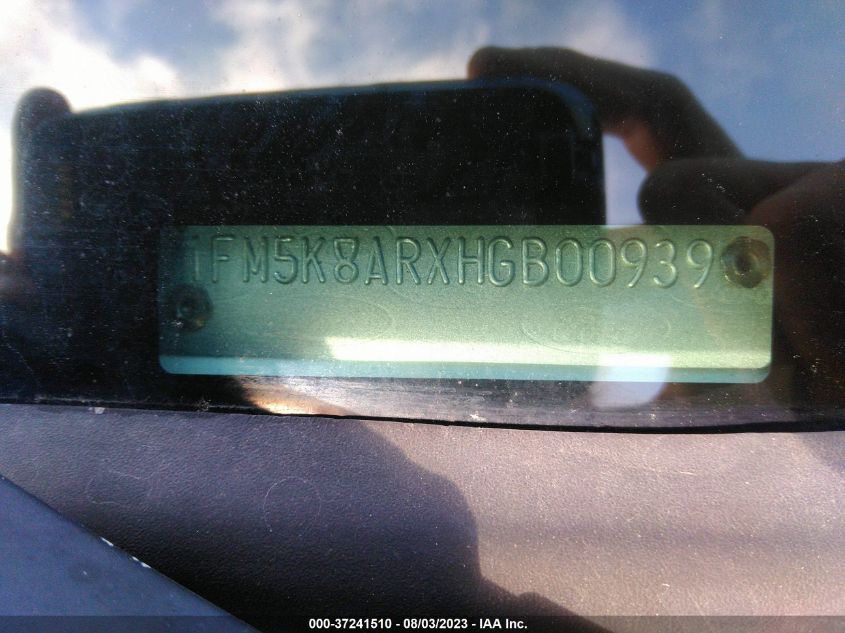 1FM5K8ARXHGB00939
000-37241510 - 08/03/2023 - IAA Inc.